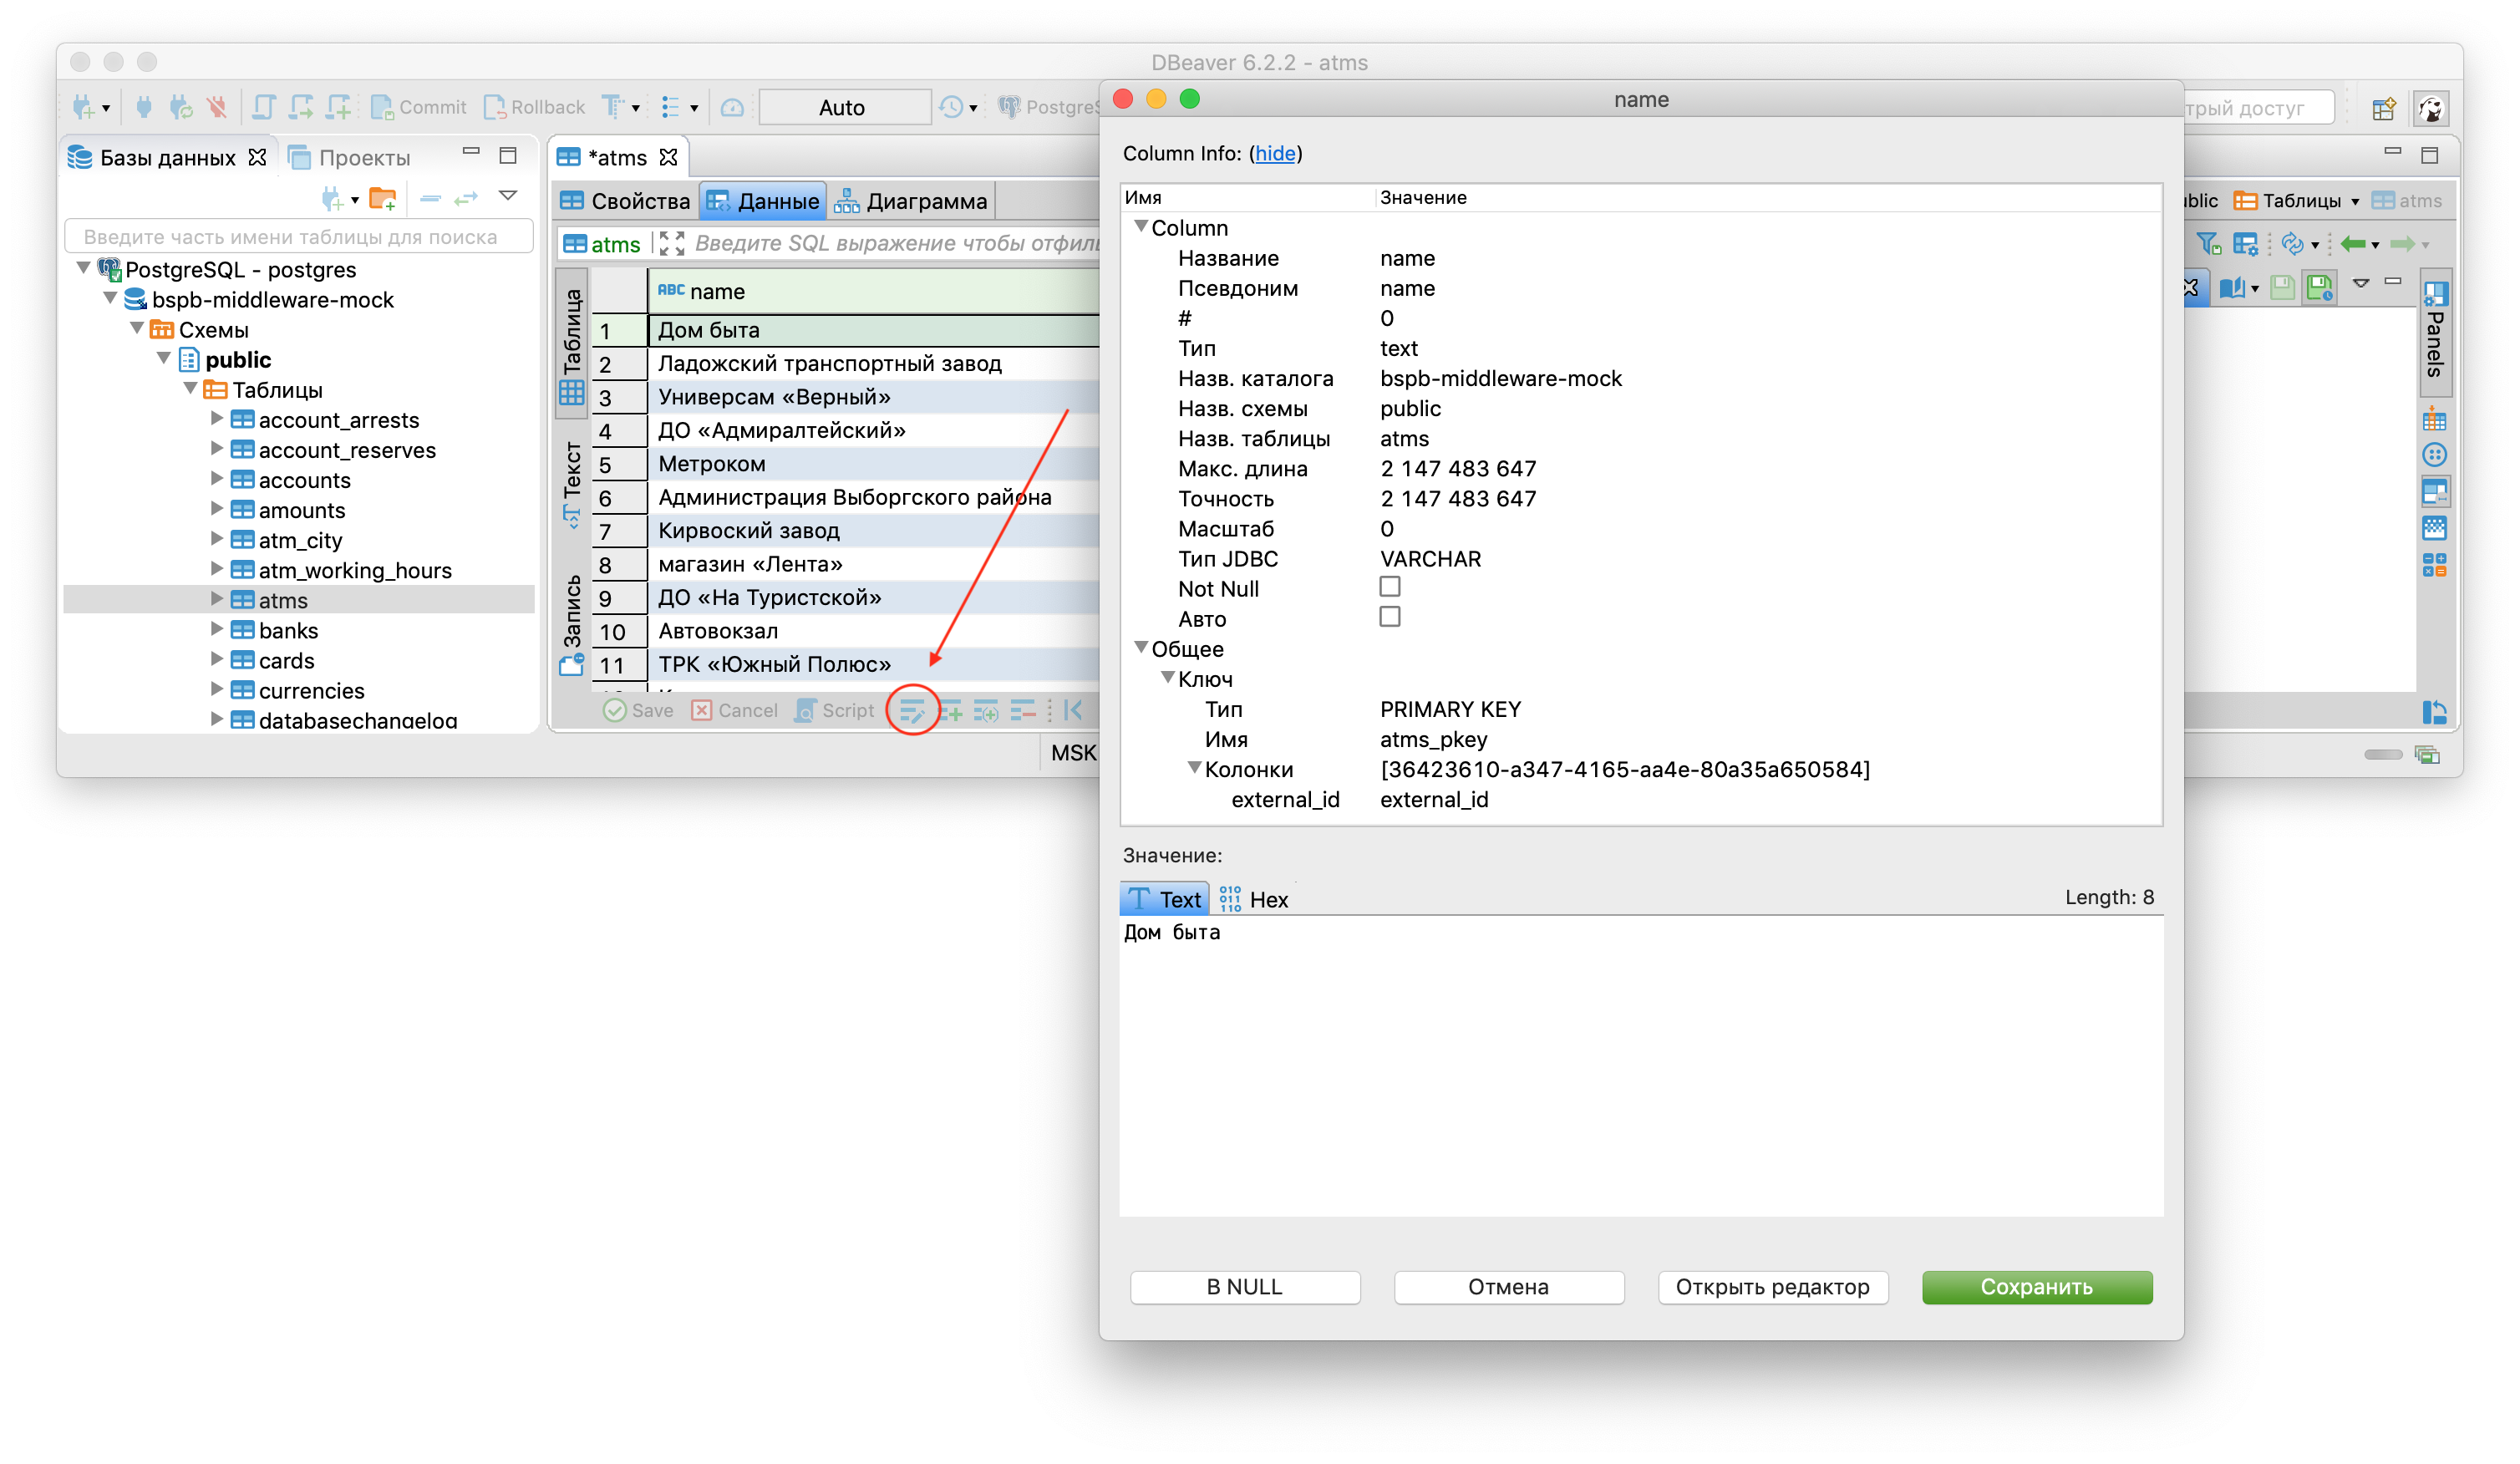 DBeaver 6.2.2 - atms
Commit
Rollback
Auto
PostgreS
трый доступ
Базы данных
Проекты
Введите часть имени таблицы для поиска
PostgreSQL - postgres
bspb-middleware-mock
Схемы
public
Таблицы
account_arrests
account_reserves
accounts
amounts
atm_city
atm_working_hours
atms
banks
cards
currencies
databasechangelog
*atms
Свойства
Данные
Диаграмма
atms
Введите SQL выражение чтобы отфиль
Таблица
Текст
Запись
ABC name
1 Дом быта
2 Ладожский транспортный завод
3 Универсам «Верный»
4 ДО «Адмиралтейский»
5 Метроком
6 Администрация Выборгского района
7 Кирвоский завод
8 магазин «Лента»
9 ДО «На Туристской»
10 Автовокзал
11 ТРК «Южный Полюс»
Save
Cancel
Script
MSK
name
Column Info: (hide)
Имя Значение
Column
Название name
Псевдоним name
# 0
Тип text
Назв. каталога bspb-middleware-mock
Назв. схемы public
Назв. таблицы atms
Макс. длина 2 147 483 647
Точность 2 147 483 647
Масштаб 0
Тип JDBC VARCHAR
Not Null
Авто
Общее
Ключ
Тип PRIMARY KEY
Имя atms_pkey
Колонки [36423610-a347-4165-aa4e-80a35a650584]
external_id external_id
Значение:
Text
010 011 110 Hex
Length: 8
Дом быта
В NULL
Отмена
Открыть редактор
Сохранить
ublic
Таблицы
atms
Panels